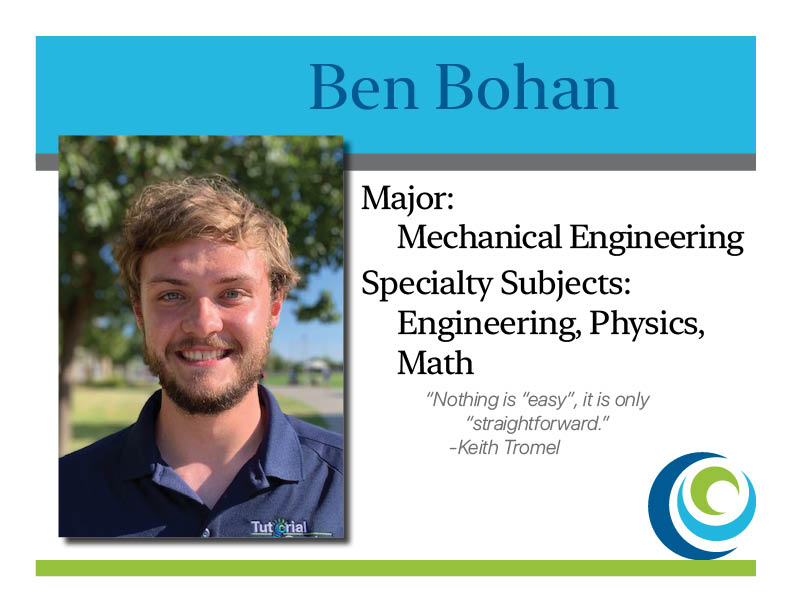 Ben Bohan
Major:
Mechanical Engineering
Specialty Subjects:
Engineering, Physics,
Math
"Nothing is "easy", it is only
"straightforward."
-Keith Tromel
Tutorial